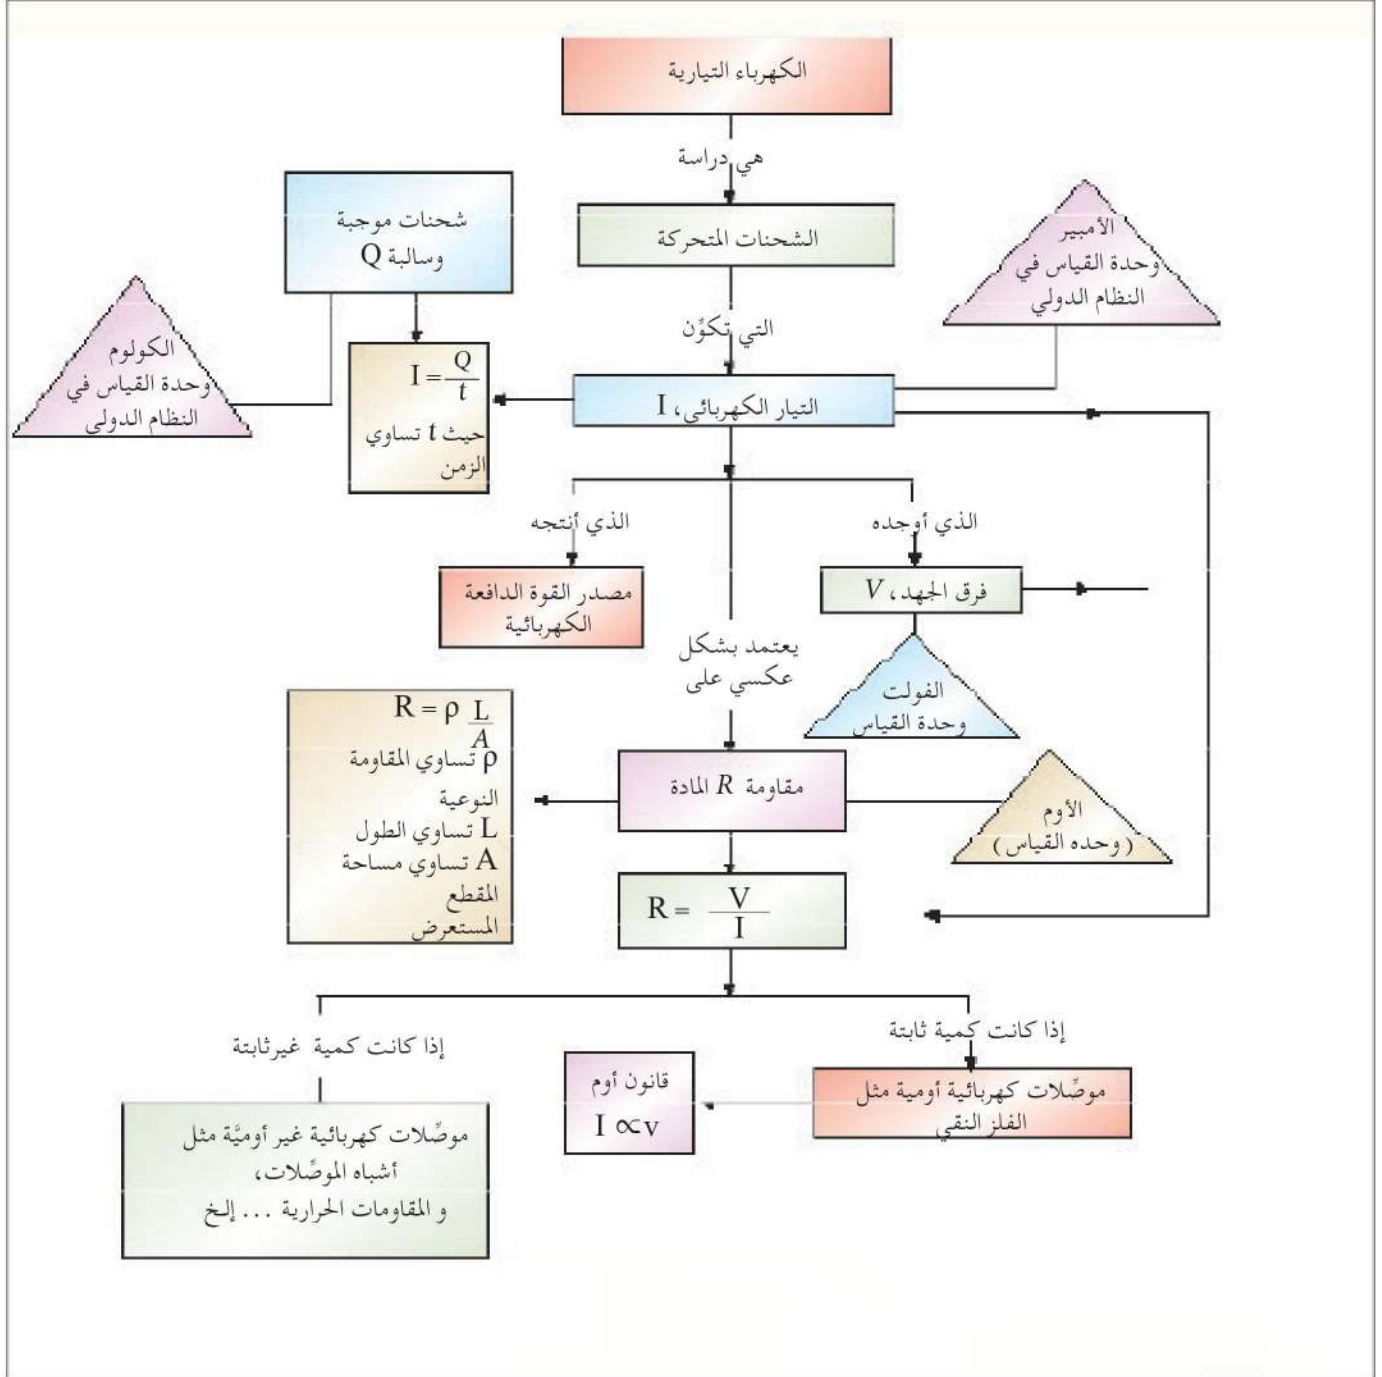 الكهرباء التيارية
هي دراسة
شحنات موجبة
وسالبة Q
الشحنات المتحركة
الأمبير
وحدة القياس في
النظام الدولي
التي تكوِّن
الكولوم
وحدة القياس في
النظام الدولي
I = Q/t
حيث t تساوي
الزمن
التيار الكهربائي، I
الذي أنتجه
الذي أوجده
مصدر القوة الدافعة
الكهربائية
فرق الجهد، V
يعتمد بشكل
عكسي على
الفولت
وحدة القياس
R = ρ L/A
ρ تساوي المقاومة
النوعية
L تساوي الطول
A تساوي مساحة
المقطع
المستعرض
مقاومة R المادة
الأوم
(وحده القياس)
R = V/I
إذا كانت كمية غيرثابتة
إذا كانت كمية ثابتة
قانون أوم
I ∝ v
موصِّلات كهربائية أومية مثل
الفلز النقي
موصِّلات كهربائية غير أوميَّة مثل
أشباه الموصِّلات،
و المقاومات الحرارية ... إلخ